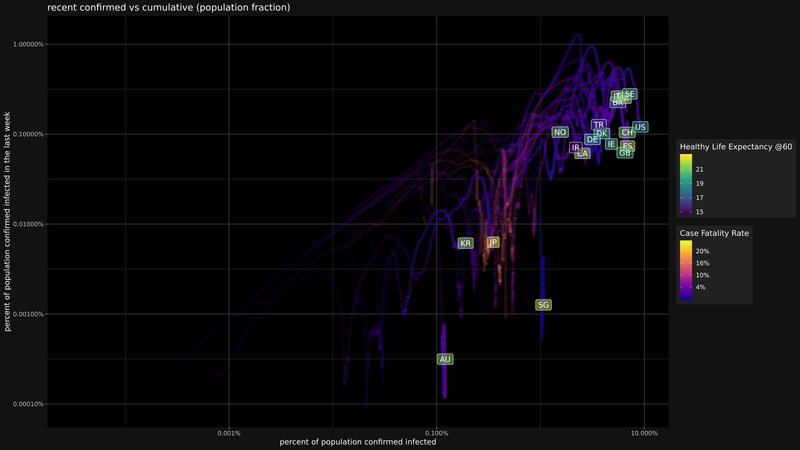 recent confirmed vs cumulative (population fraction)
percent of population confirmed infected in the last week
1.00000%
0.10000%
0.01000%
0.00100%
0.00010%
SE
IT
BR
US
TR
NO
DK
CH
DE
IE
ES
IR
CA
GB
KR
JP
SG
AU
0.001%
0.100%
10.000%
percent of population confirmed infected
Healthy Life Expectancy @60
21
19
17
15
Case Fatality Rate
20%
16%
10%
4%